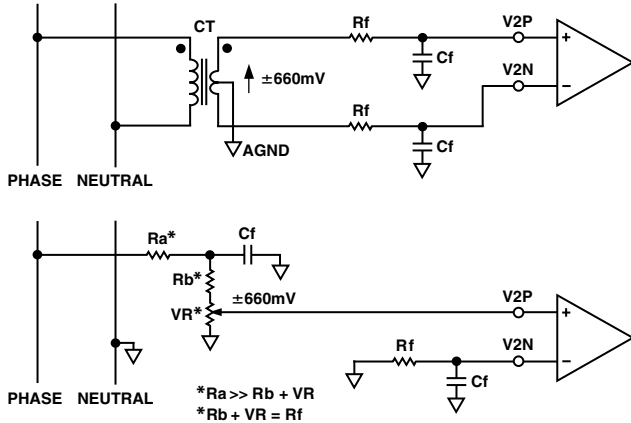 CT
Rf
V2P
+
Cf
±660mV
V2N
−
Rf
Cf
AGND
PHASE NEUTRAL
Ra*
Cf
Rb*
±660mV
VR*
V2P
+
Rf
V2N
−
Cf
PHASE NEUTRAL
*Ra >> Rb + VR
*Rb + VR = Rf